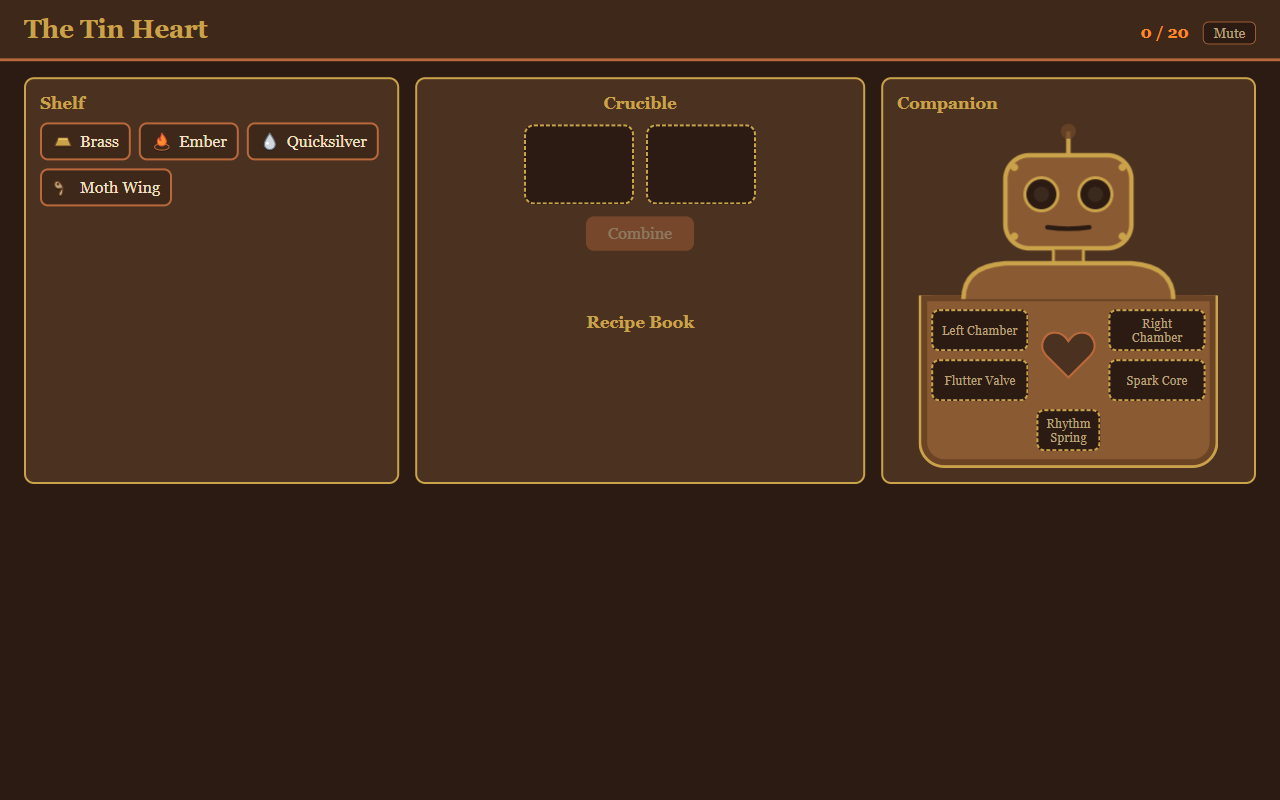 The Tin Heart
0 / 20
Mute
Shelf
Brass
Ember
Quicksilver
Moth Wing
Crucible
Combine
Recipe Book
Companion
Left Chamber
Right
Chamber
Flutter Valve
Spark Core
Rhythm
Spring